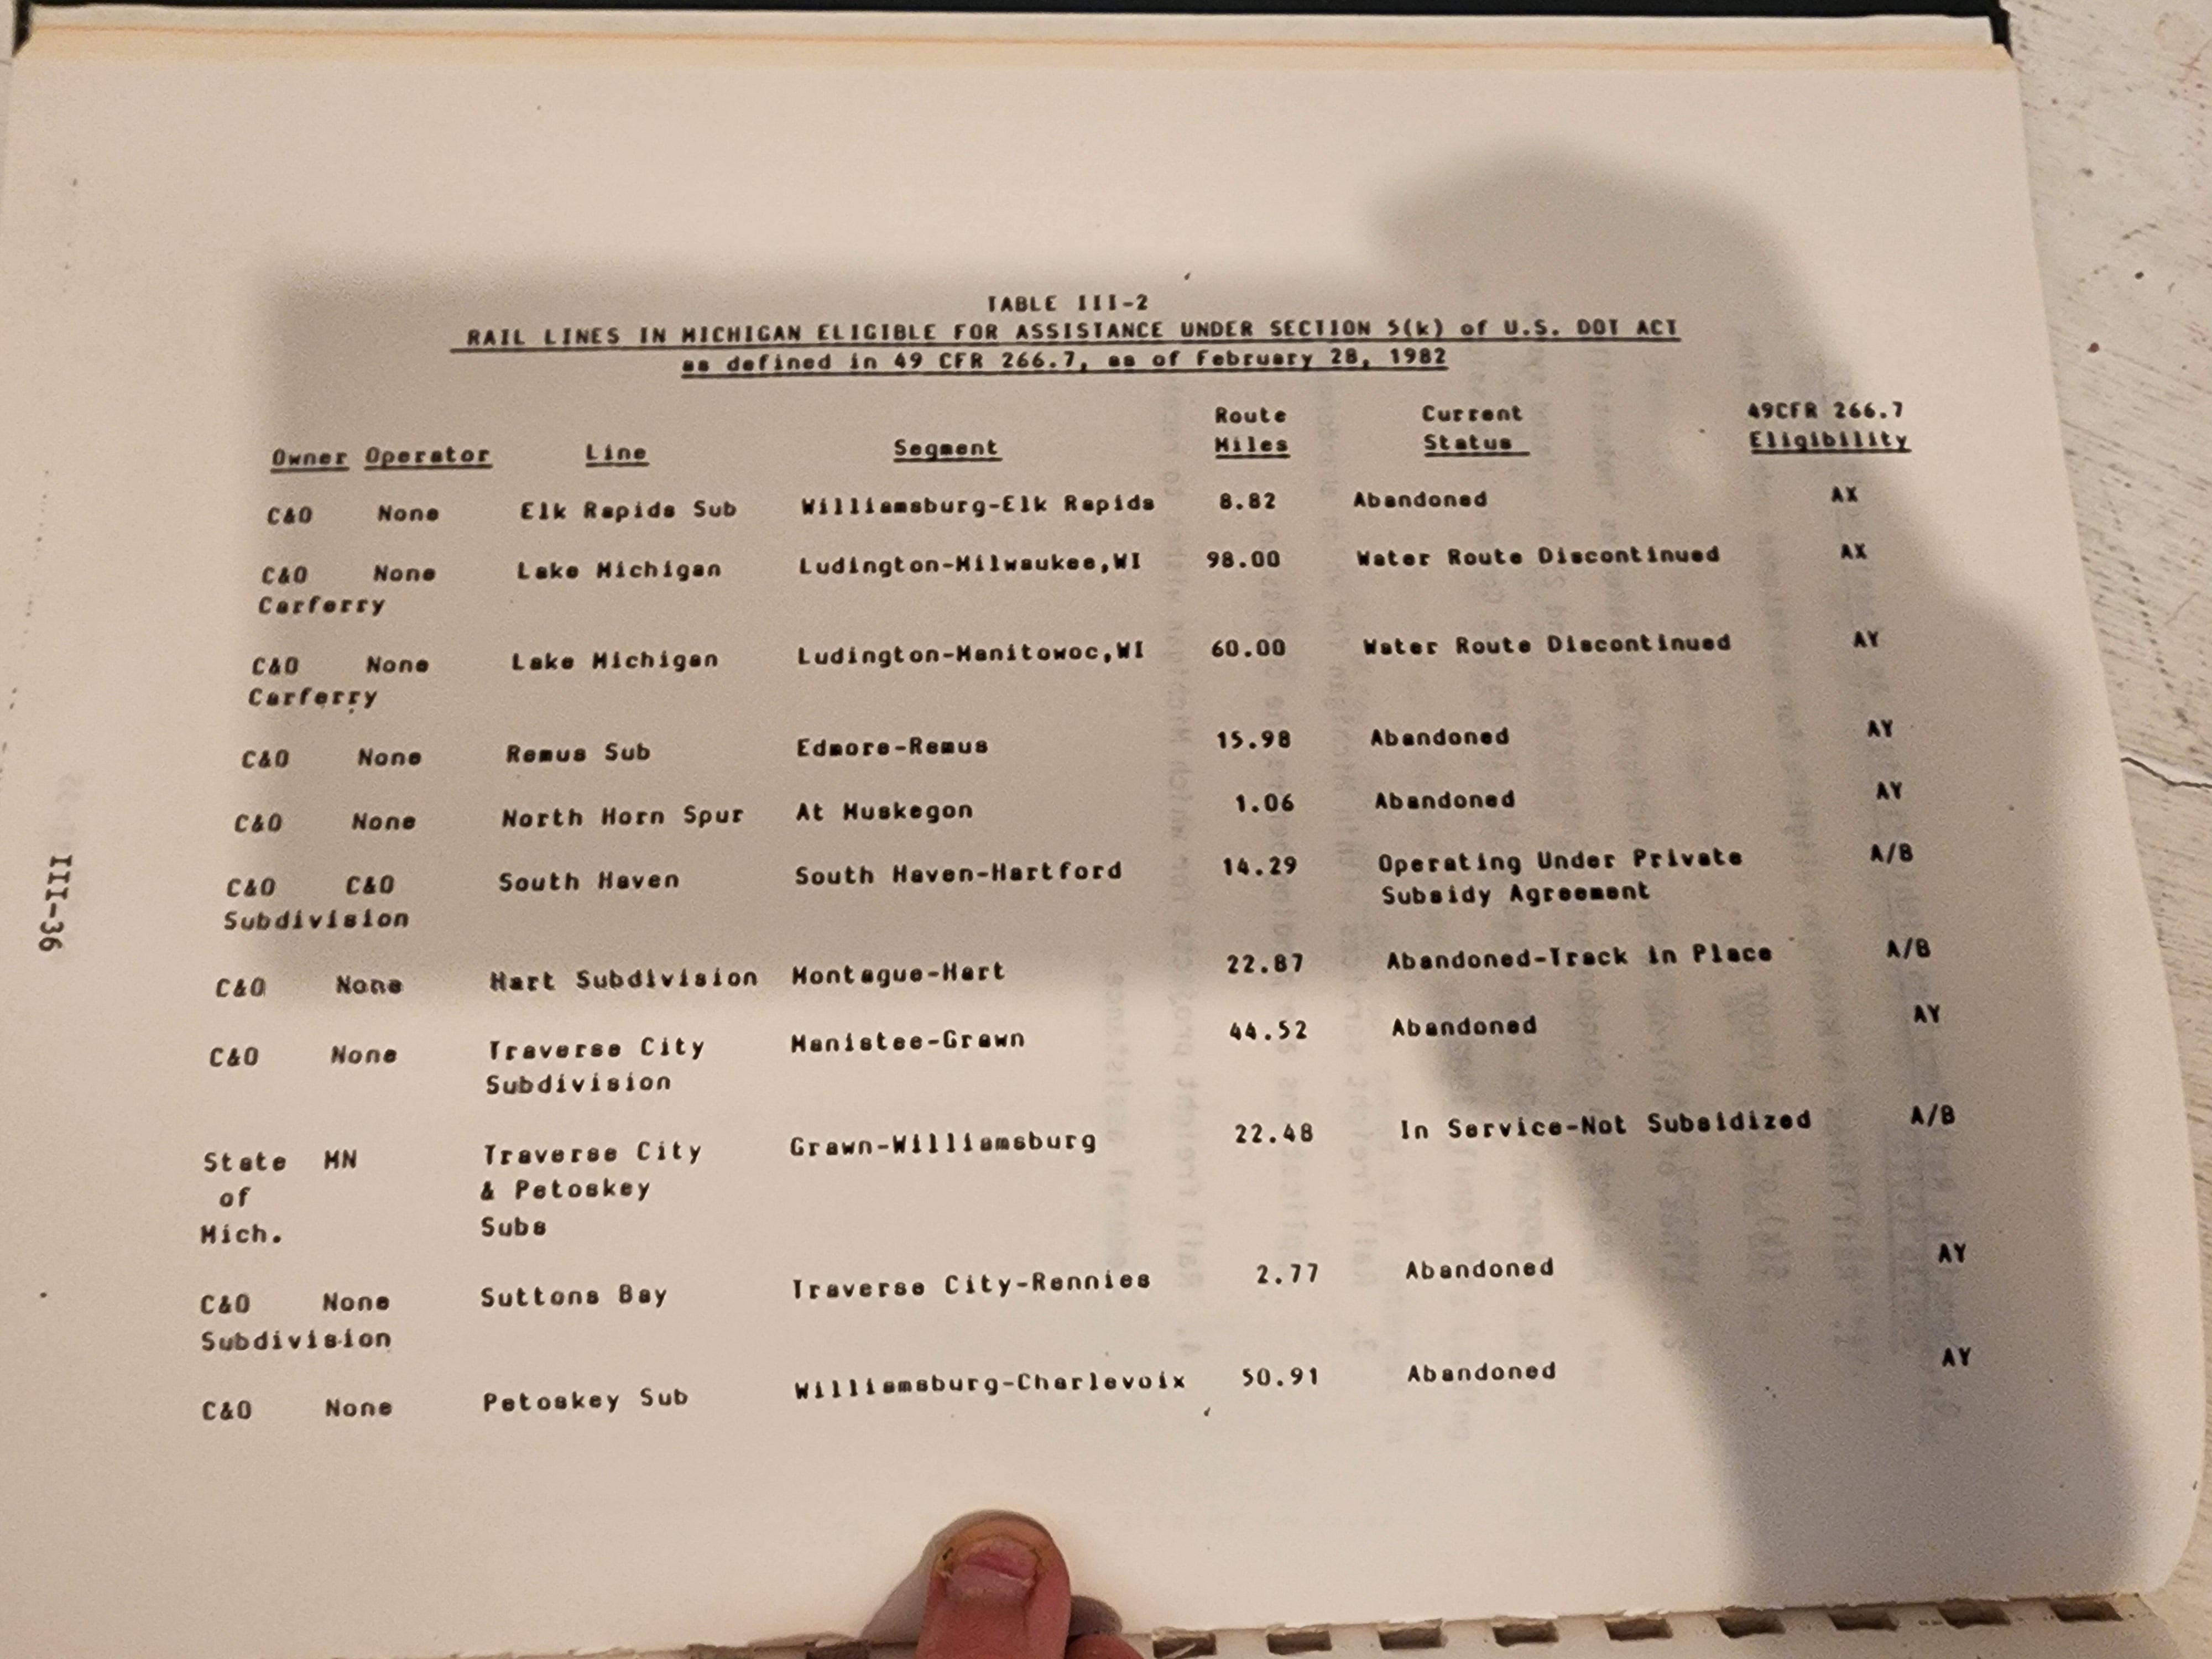 TABLE III-2
RAIL LINES IN MICHIGAN ELIGIBLE FOR ASSISTANCE UNDER SECTION 5(k) of U.S. DOT ACT
as defined in 49 CFR 266.7, as of February 28, 1982
Route Current 49CFR 266.7
Owner Operator Line Segment Miles Status Eligibility
C&O None Elk Rapids Sub Williamsburg-Elk Rapids 8.82 Abandoned AX
C&O None Lake Michigan Ludington-Milwaukee,WI 98.00 Water Route Discontinued AX
Carferry
C&O None Lake Michigan Ludington-Manitowoc,WI 60.00 Water Route Discontinued AY
Carferry
C&O None Remus Sub Edmore-Remus 15.98 Abandoned AY
C&O None North Horn Spur At Muskegon 1.06 Abandoned AY
C&O C&O South Haven South Haven-Hartford 14.29 Operating Under Private A/B
Subdivision Subsidy Agreement
C&O None Hart Subdivision Montague-Hart 22.87 Abandoned-Track in Place A/B
C&O None Traverse City Manistee-Grawn 44.52 Abandoned AY
Subdivision
State MN Traverse City Grawn-Williamsburg 22.48 In Service-Not Subsidized A/B
of & Petoskey
Mich. Subs
C&O None Suttons Bay Traverse City-Rennies 2.77 Abandoned AY
Subdivision
C&O None Petoskey Sub Williamsburg-Charlevoix 50.91 Abandoned AY
III-36